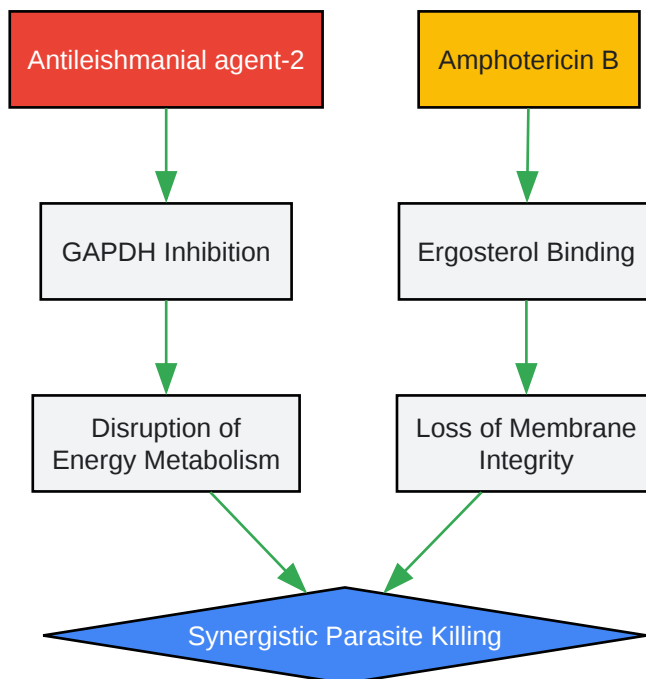 Antileishmanial agent-2
Amphotericin B
GAPDH Inhibition
Ergosterol Binding
Disruption of
Energy Metabolism
Loss of Membrane
Integrity
Synergistic Parasite Killing